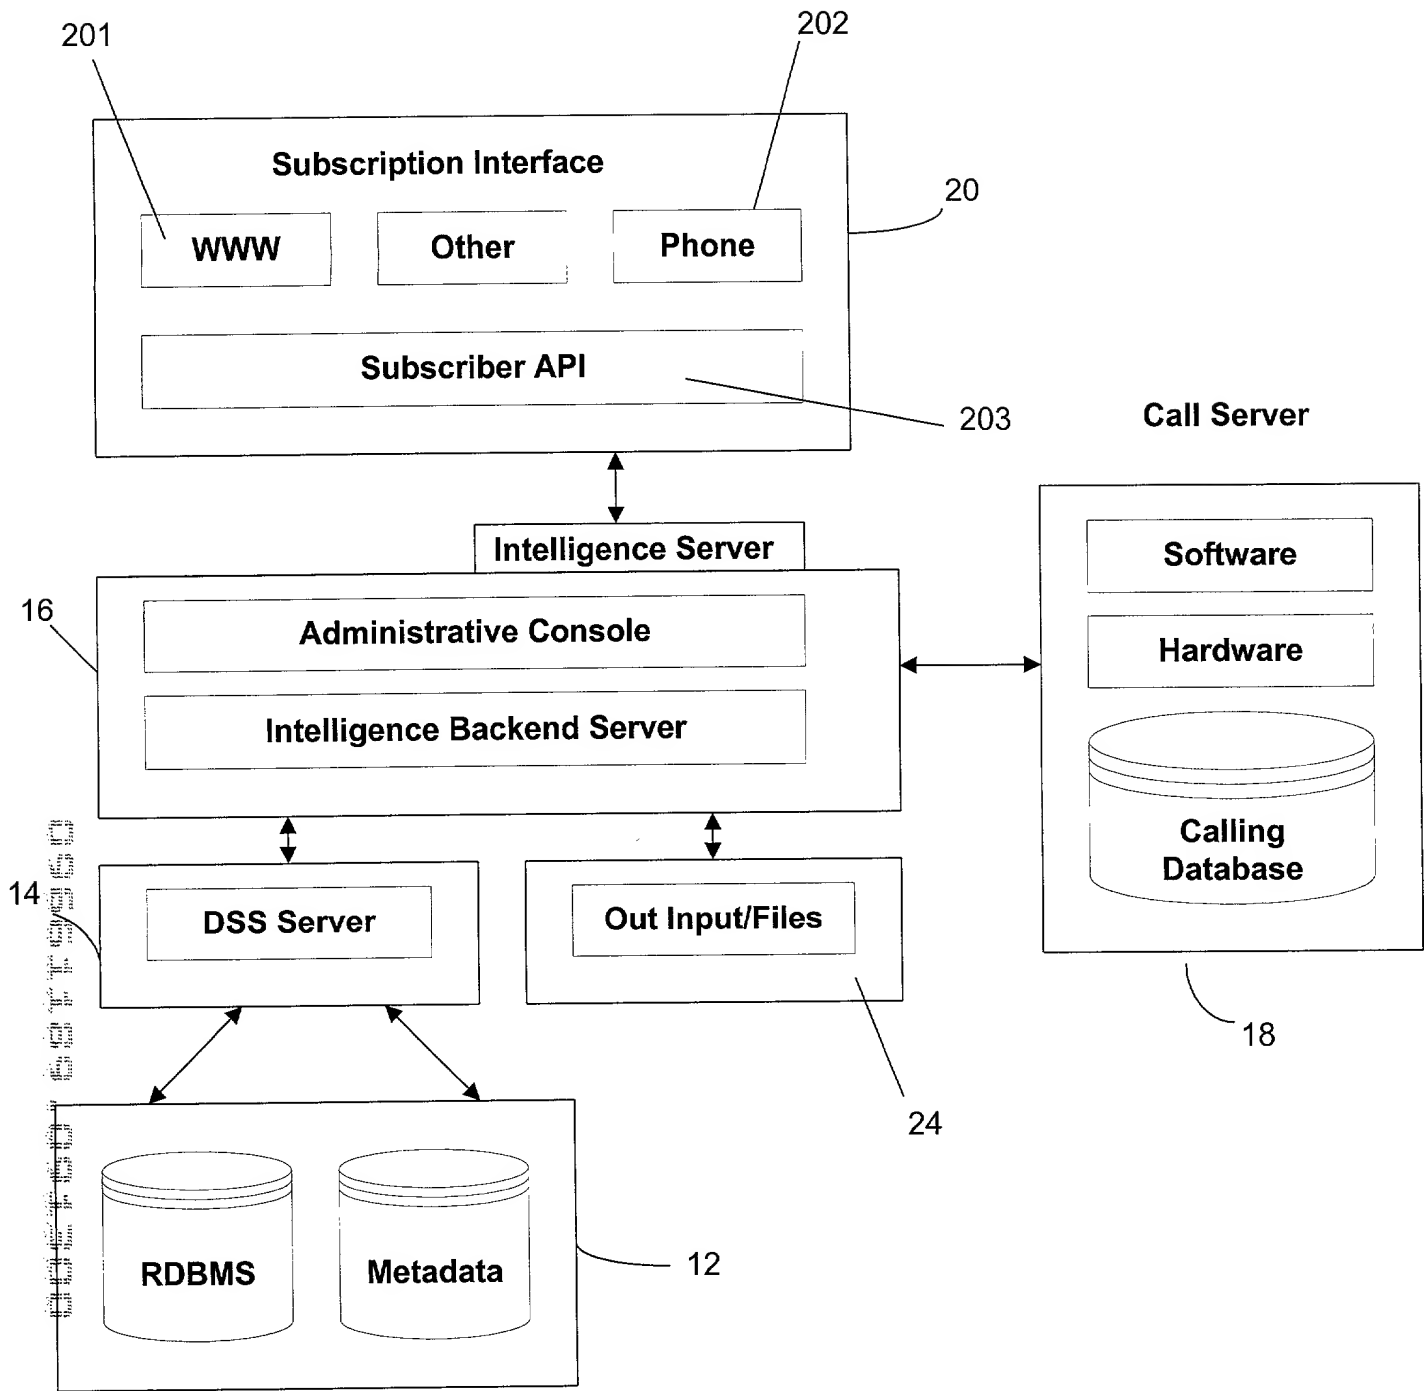 201
202
Subscription Interface
20
WWW
Other
Phone
Subscriber API
203
Call Server
Intelligence Server
Software
16
Administrative Console
Hardware
Intelligence Backend Server
Calling
Database
14
DSS Server
Out Input/Files
18
24
RDBMS
Metadata
12